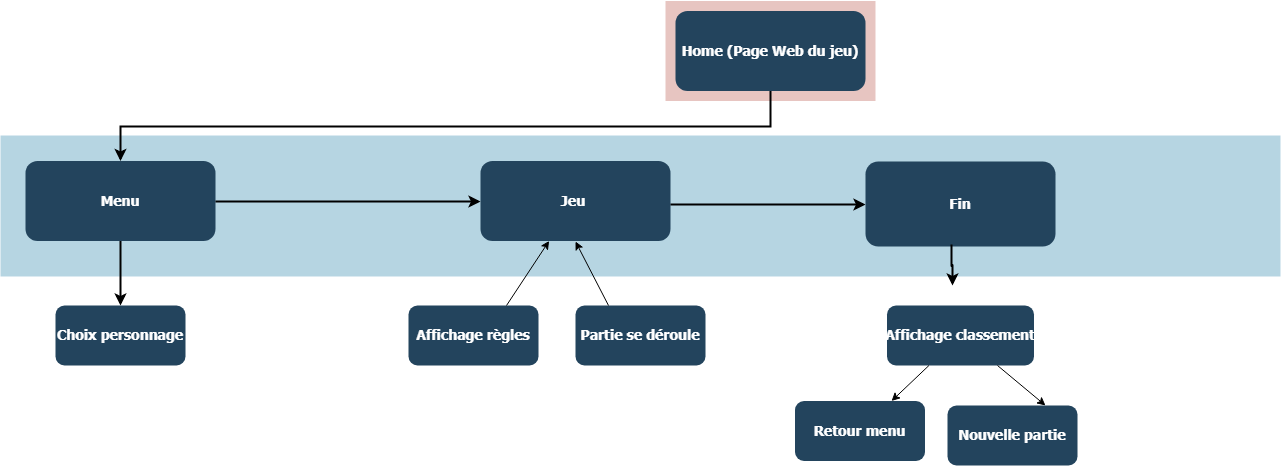 Home (Page Web du jeu)
Menu
Jeu
Fin
Choix personnage
Affichage règles
Partie se déroule
Affichage classement
Retour menu
Nouvelle partie